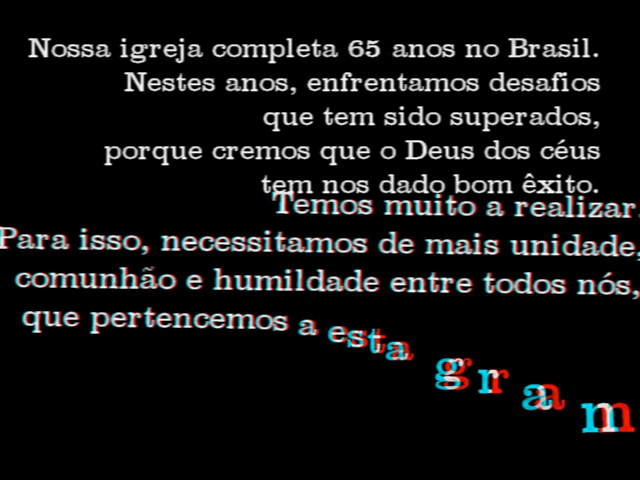 Nossa igreja completa 65 anos no Brasil.
Nestes anos, enfrentamos desafios
que tem sido superados,
porque cremos que o Deus dos céus
tem nos dado bom êxito.
Temos muito a realizar.
Para isso, necessitamos de mais unidade,
comunhão e humildade entre todos nós,
que pertencemos a esta gram